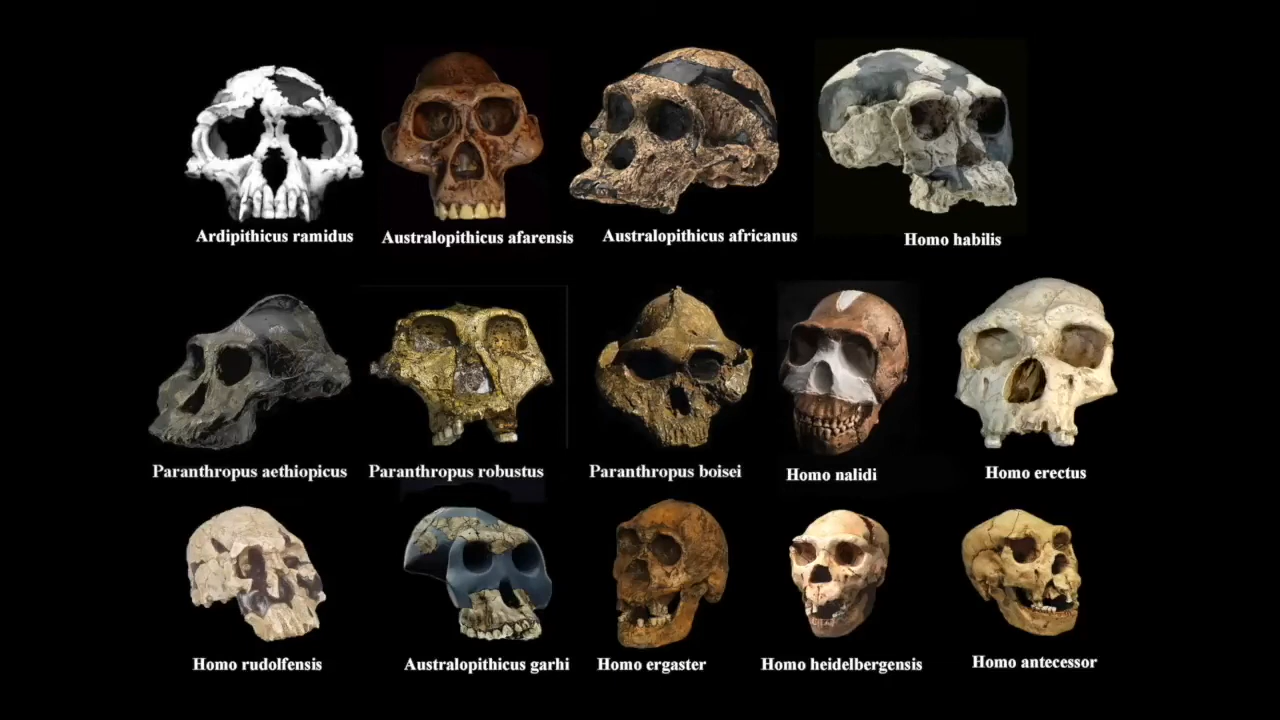 Ardipithicus ramidus
Australopithicus afarensis
Australopithicus africanus
Homo habilis
Paranthropus aethiopicus
Paranthropus robustus
Paranthropus boisei
Homo nalidi
Homo erectus
Homo rudolfensis
Australopithicus garhi
Homo ergaster
Homo heidelbergensis
Homo antecessor